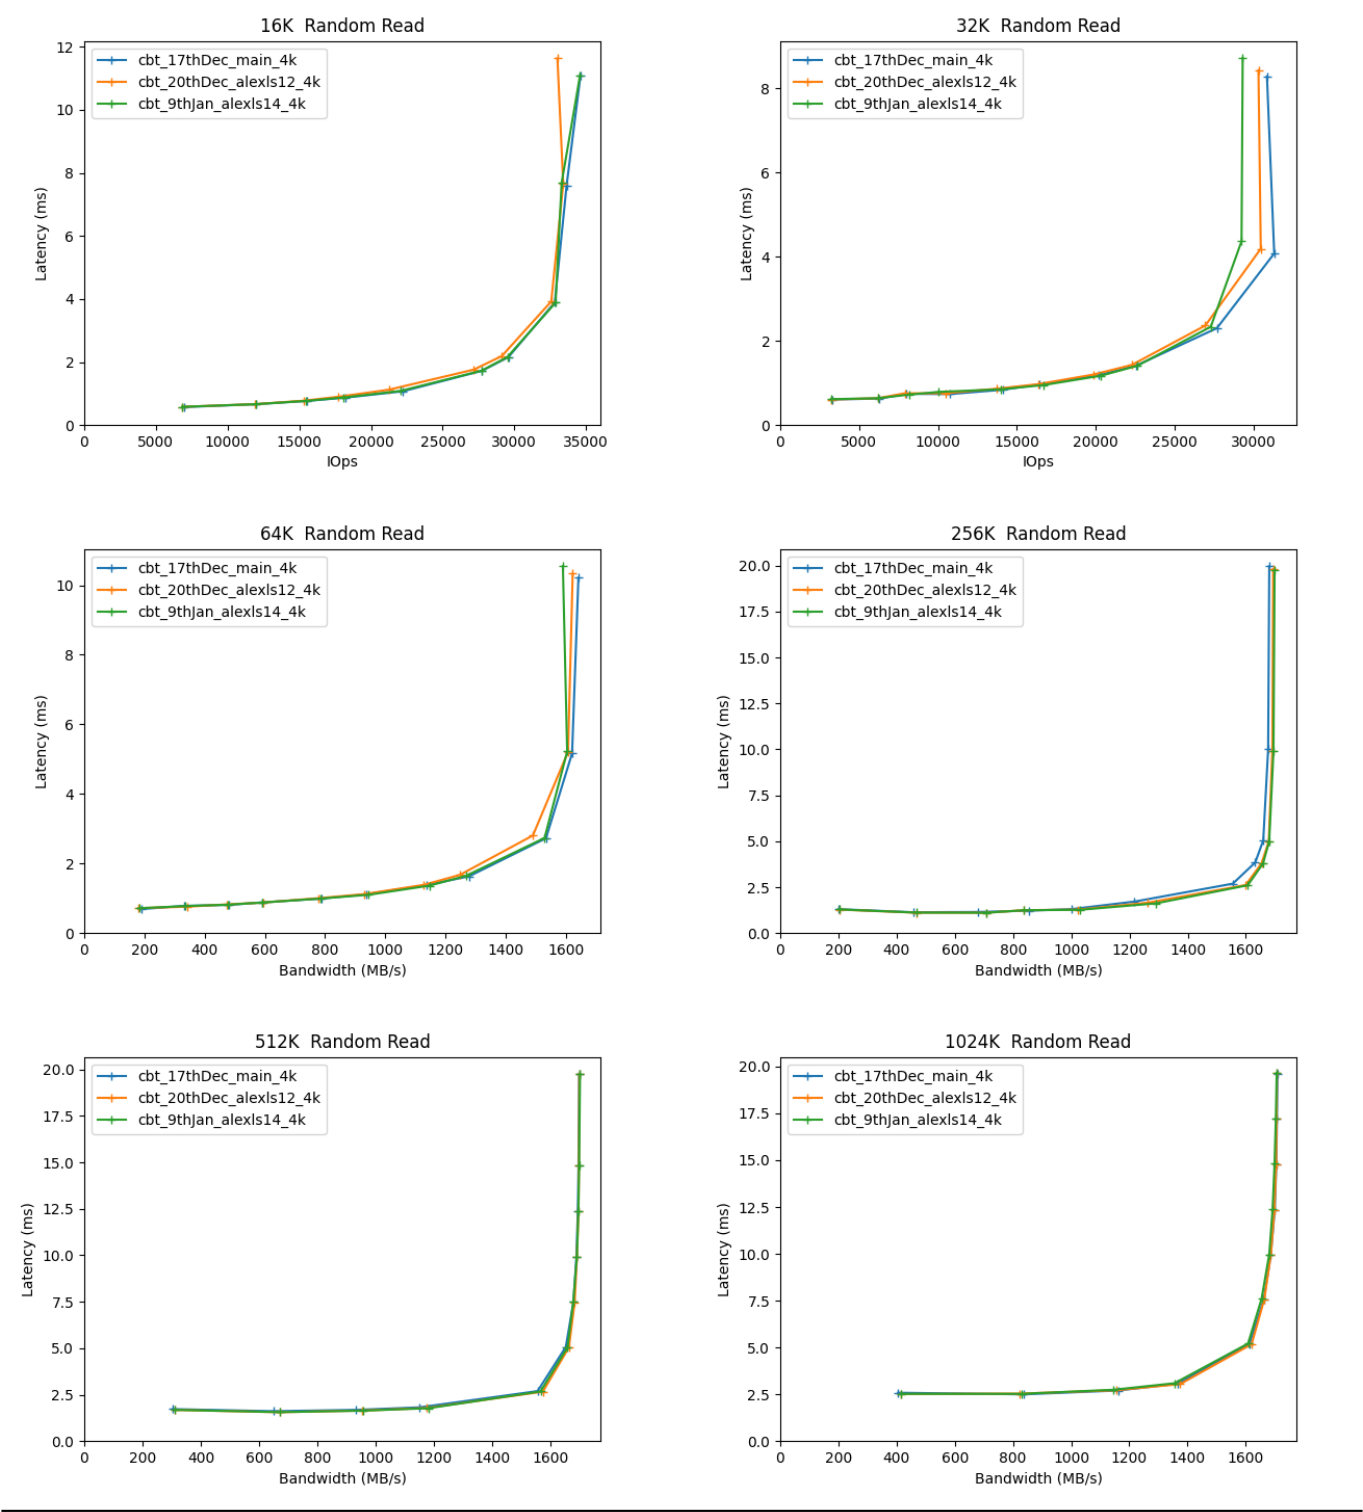 16K  Random Read
cbt_17thDec_main_4k
cbt_20thDec_alexls12_4k
cbt_9thJan_alexls14_4k
12
10
8
6
4
2
0
Latency (ms)
0 5000 10000 15000 20000 25000 30000 35000
IOps
32K  Random Read
cbt_17thDec_main_4k
cbt_20thDec_alexls12_4k
cbt_9thJan_alexls14_4k
8
6
4
2
0
Latency (ms)
0 5000 10000 15000 20000 25000 30000
IOps
64K  Random Read
cbt_17thDec_main_4k
cbt_20thDec_alexls12_4k
cbt_9thJan_alexls14_4k
10
8
6
4
2
0
Latency (ms)
0 200 400 600 800 1000 1200 1400 1600
Bandwidth (MB/s)
256K  Random Read
cbt_17thDec_main_4k
cbt_20thDec_alexls12_4k
cbt_9thJan_alexls14_4k
20.0
17.5
15.0
12.5
10.0
7.5
5.0
2.5
0.0
Latency (ms)
0 200 400 600 800 1000 1200 1400 1600
Bandwidth (MB/s)
512K  Random Read
cbt_17thDec_main_4k
cbt_20thDec_alexls12_4k
cbt_9thJan_alexls14_4k
20.0
17.5
15.0
12.5
10.0
7.5
5.0
2.5
0.0
Latency (ms)
0 200 400 600 800 1000 1200 1400 1600
Bandwidth (MB/s)
1024K  Random Read
cbt_17thDec_main_4k
cbt_20thDec_alexls12_4k
cbt_9thJan_alexls14_4k
20.0
17.5
15.0
12.5
10.0
7.5
5.0
2.5
0.0
Latency (ms)
0 200 400 600 800 1000 1200 1400 1600
Bandwidth (MB/s)